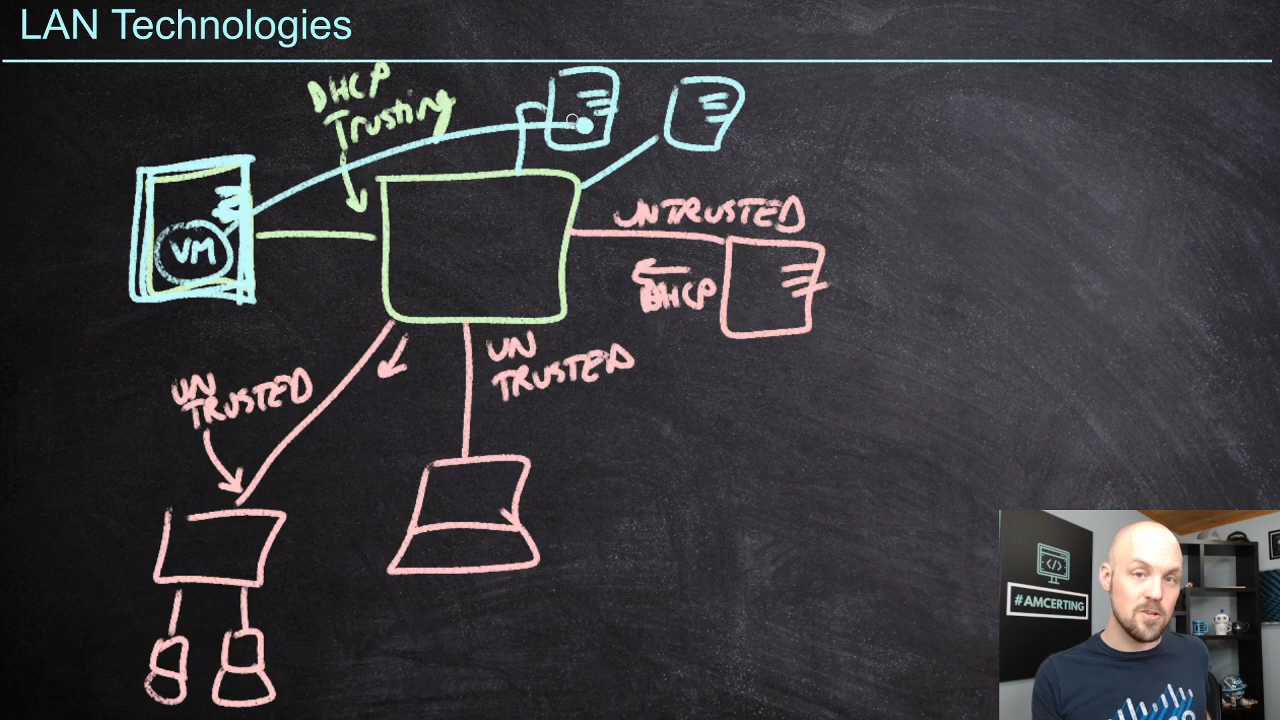 LAN Technologies
DHCP
Trusting
VM
UNTRUSTED
DHCP
UN
TRUSTED
UN
TRUSTED
</>
#AMCERTING